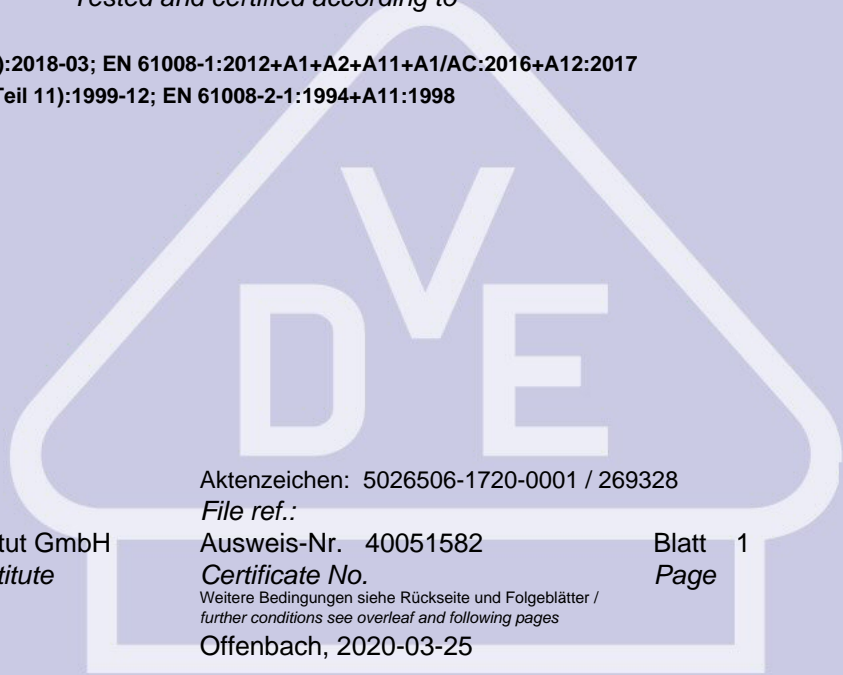 Tested and certified according to
):2018-03; EN 61008-1:2012+A1+A2+A11+A1/AC:2016+A12:2017
Teil 11):1999-12; EN 61008-2-1:1994+A11:1998
VDE
Aktenzeichen: 5026506-1720-0001 / 269328
File ref.:
tut GmbH Ausweis-Nr. 40051582 Blatt 1
titute Certificate No. Page
Weitere Bedingungen siehe Rückseite und Folgeblätter /
further conditions see overleaf and following pages
Offenbach, 2020-03-25